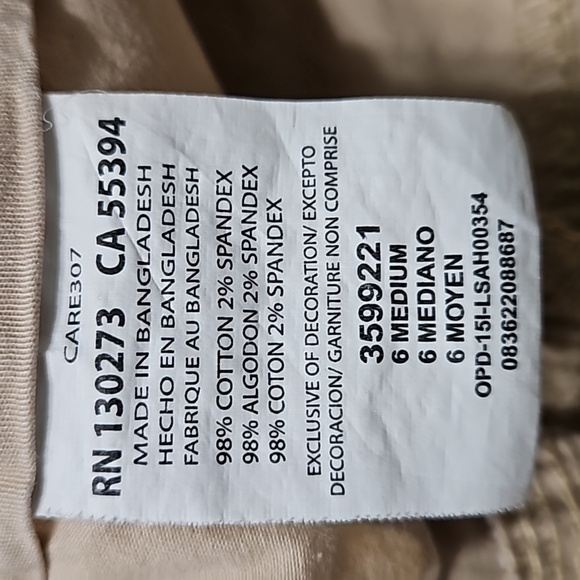 CARE307
RN 130273 CA 55394
MADE IN BANGLADESH
HECHO EN BANGLADESH
FABRIQUE AU BANGLADESH
98% COTTON 2% SPANDEX
98% ALGODON 2% SPANDEX
98% COTON 2% SPANDEX
EXCLUSIVE OF DECORATION/ EXCEPTO
DECORACION/ GARNITURE NON COMPRISE
3599221
6 MEDIUM
6 MEDIANO
6 MOYEN
OPD-15I-LSAH00354
083622088687